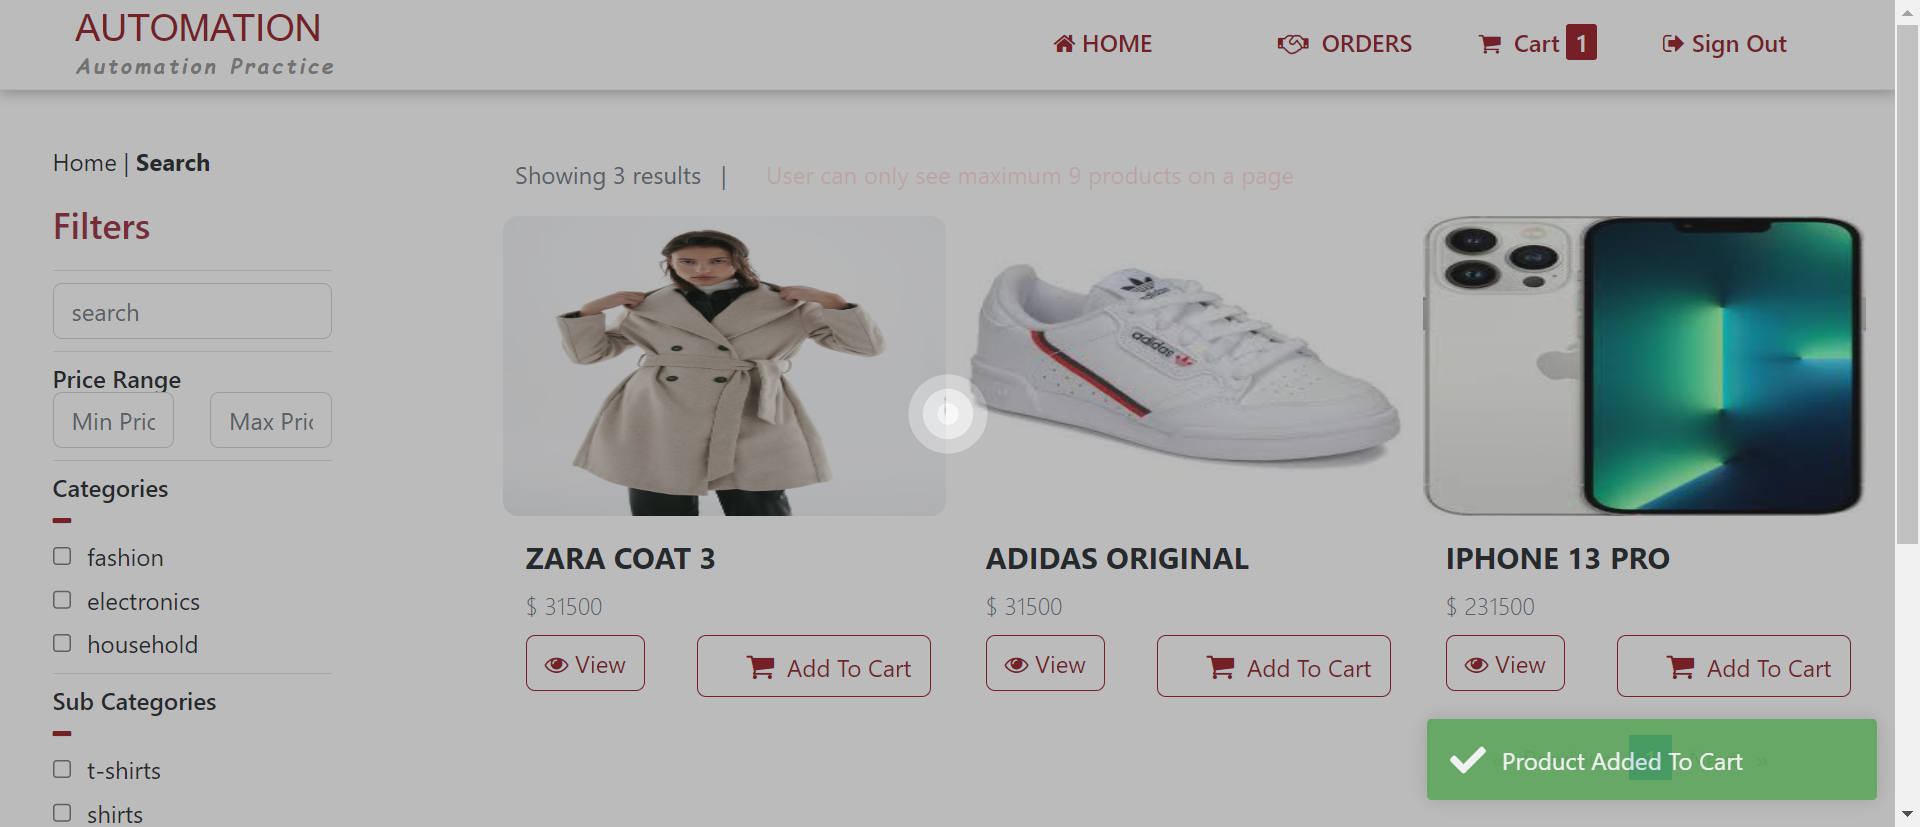 AUTOMATION
Automation Practice
HOME
ORDERS
Cart 1
Sign Out
Home | Search
Showing 3 results |
User can only see maximum 9 products on a page
Filters
search
Price Range
Min Pric
Max Pric
Categories
fashion
electronics
household
Sub Categories
t-shirts
shirts
adidas
ZARA COAT 3
$ 31500
View
Add To Cart
ADIDAS ORIGINAL
$ 31500
View
Add To Cart
IPHONE 13 PRO
$ 231500
View
Add To Cart
Product Added To Cart